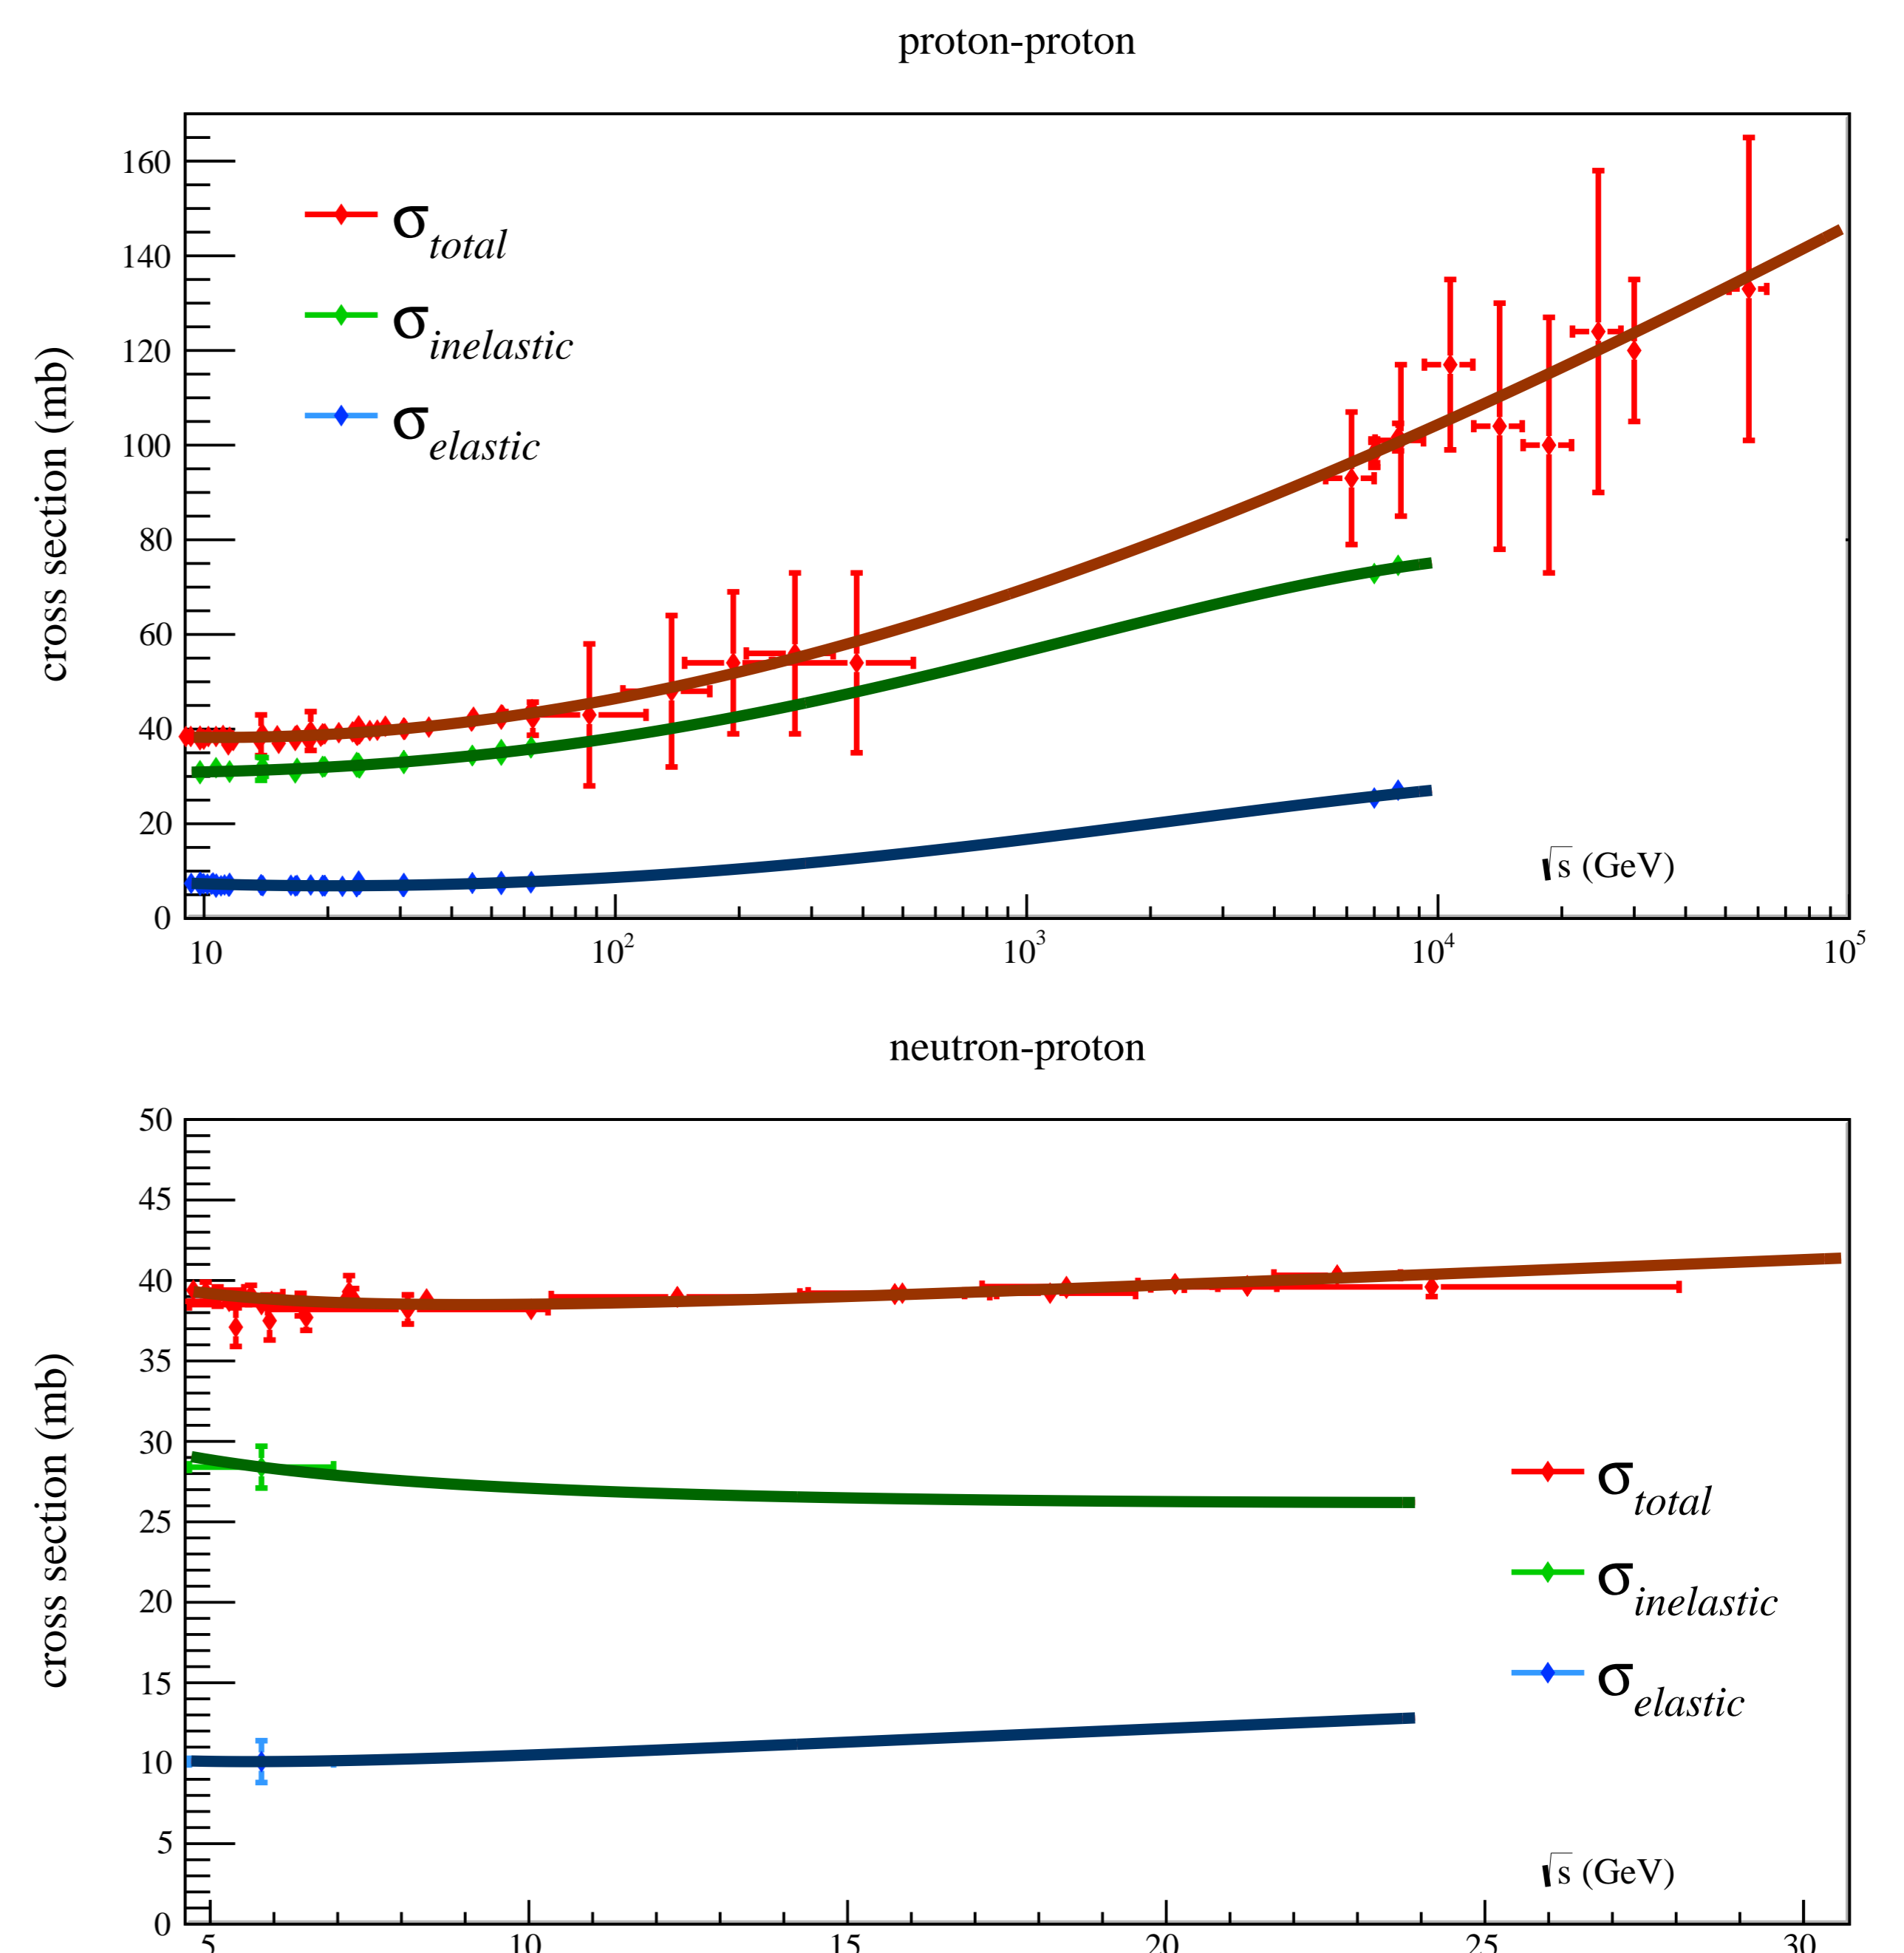 proton-proton
cross section (mb)
160
140
120
100
80
60
40
20
0
σtotal
σinelastic
σelastic
√s (GeV)
10 10² 10³ 10⁴ 10⁵
neutron-proton
cross section (mb)
50
45
40
35
30
25
20
15
10
5
0
σtotal
σinelastic
σelastic
√s (GeV)
5 10 15 20 25 30